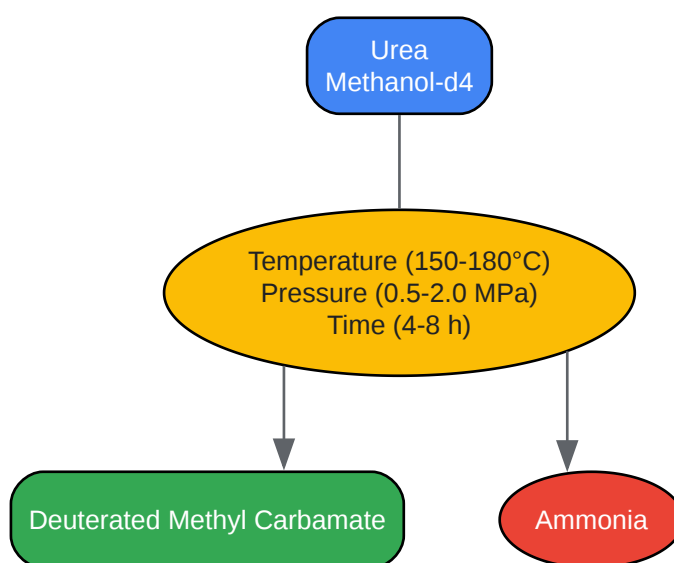 Urea
Methanol-d4
Temperature (150-180°C)
Pressure (0.5-2.0 MPa)
Time (4-8 h)
Deuterated Methyl Carbamate
Ammonia